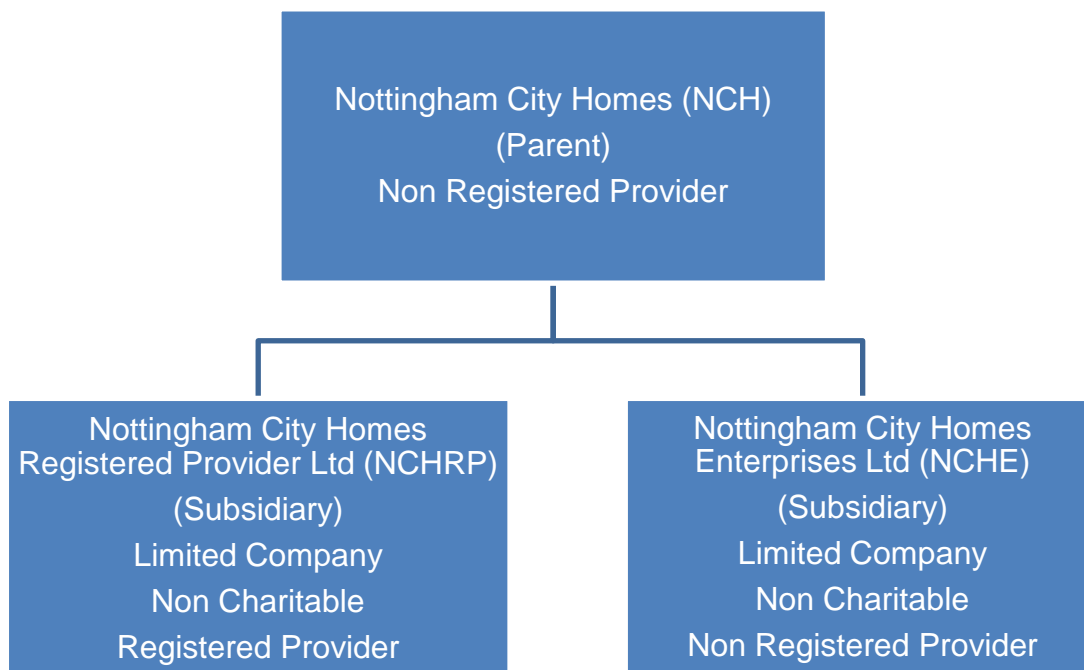 Nottingham City Homes (NCH)
(Parent)
Non Registered Provider
Nottingham City Homes
Registered Provider Ltd (NCHRP)
(Subsidiary)
Limited Company
Non Charitable
Registered Provider
Nottingham City Homes
Enterprises Ltd (NCHE)
(Subsidiary)
Limited Company
Non Charitable
Non Registered Provider